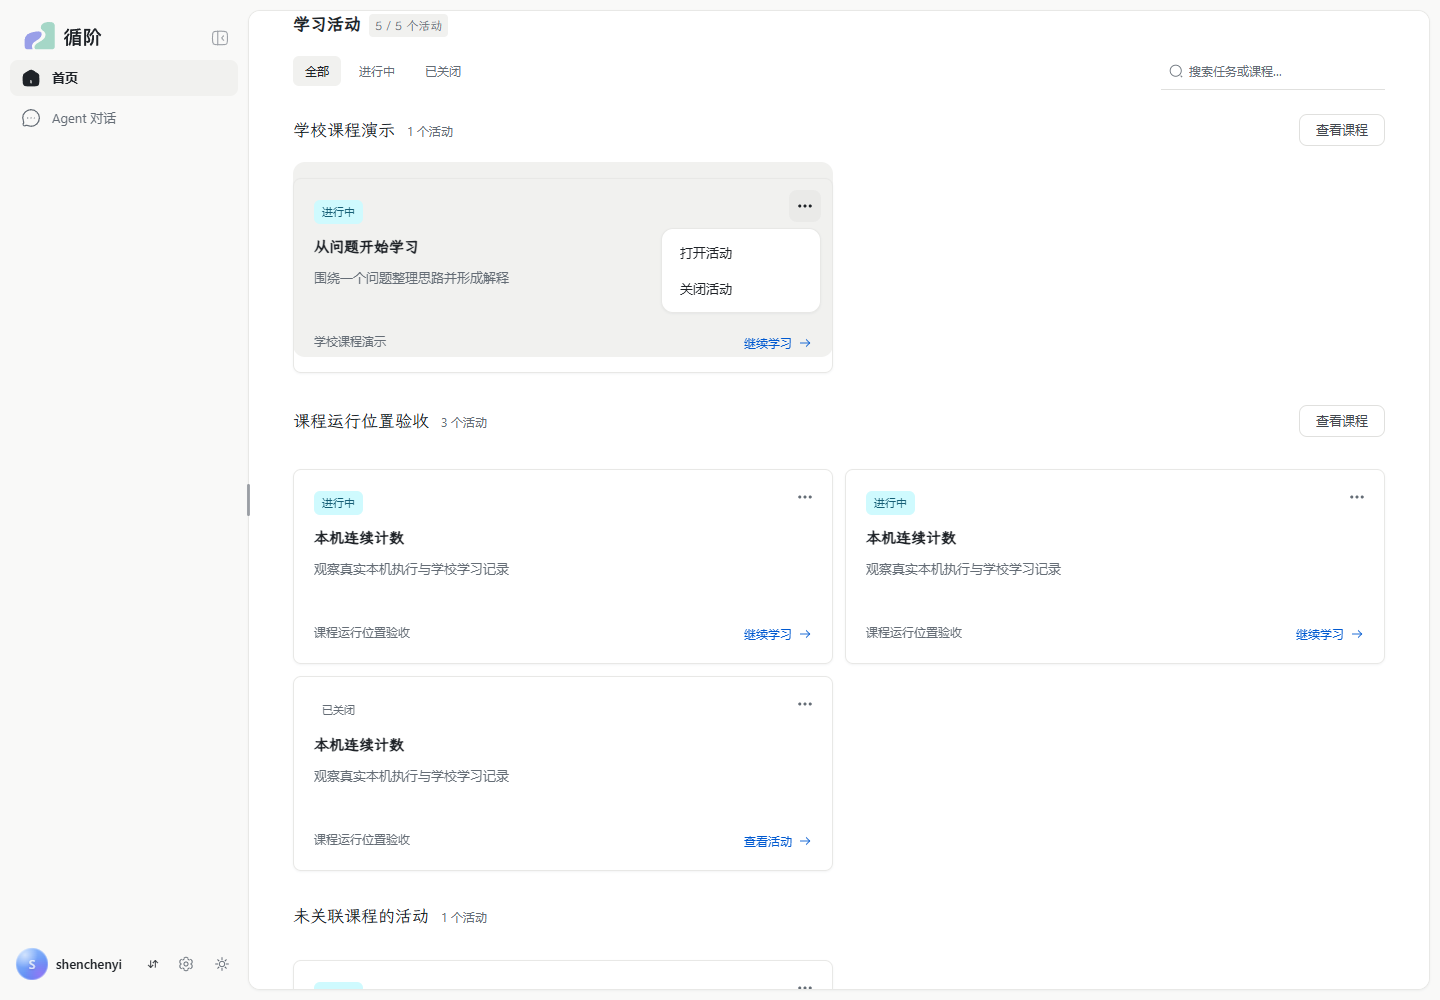 循阶
首页
Agent 对话
shenchenyi
S
学习活动 5 / 5 个活动
全部 进行中 已关闭
搜索任务或课程...
学校课程演示 1 个活动 查看课程
进行中
从问题开始学习
围绕一个问题整理思路并形成解释
打开活动
关闭活动
学校课程演示 继续学习
课程运行位置验收 3 个活动 查看课程
进行中
本机连续计数
观察真实本机执行与学校学习记录
课程运行位置验收 继续学习
进行中
本机连续计数
观察真实本机执行与学校学习记录
课程运行位置验收 继续学习
已关闭
本机连续计数
观察真实本机执行与学校学习记录
课程运行位置验收 查看活动
未关联课程的活动 1 个活动